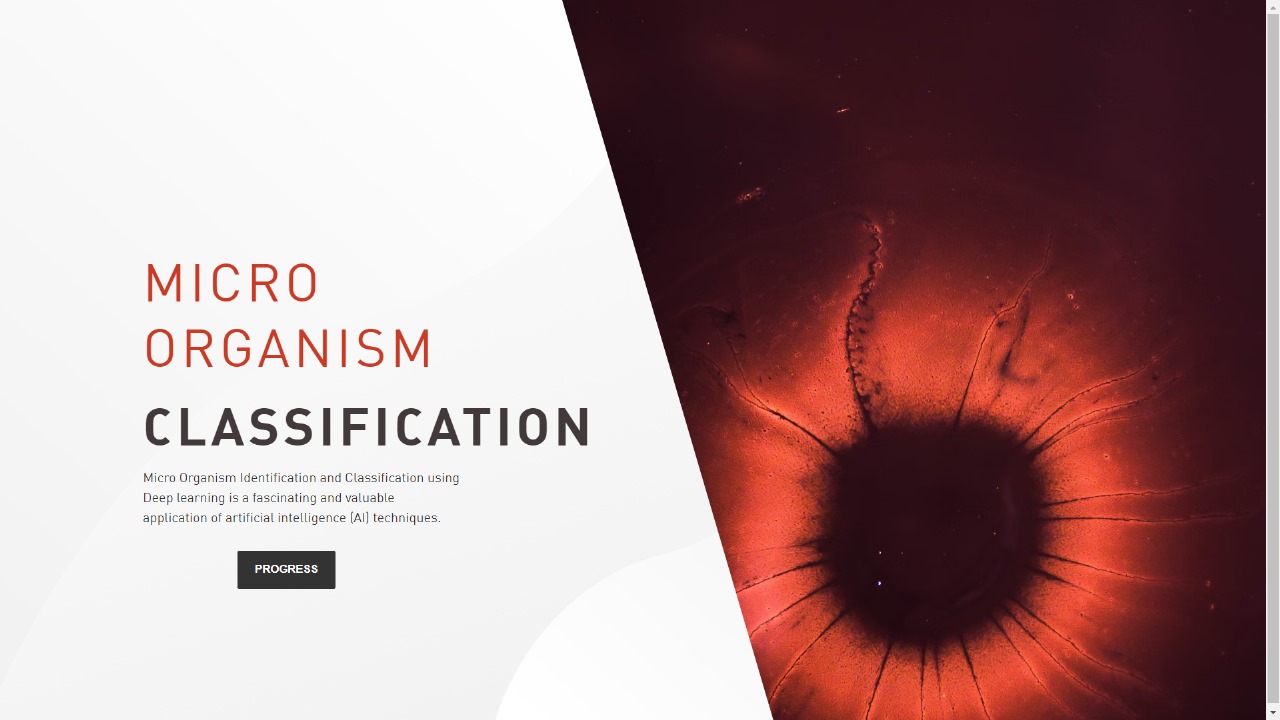 MICRO
ORGANISM
CLASSIFICATION
Micro Organism Identification and Classification using
Deep learning is a fascinating and valuable
application of artificial intelligence (AI) techniques.
PROGRESS